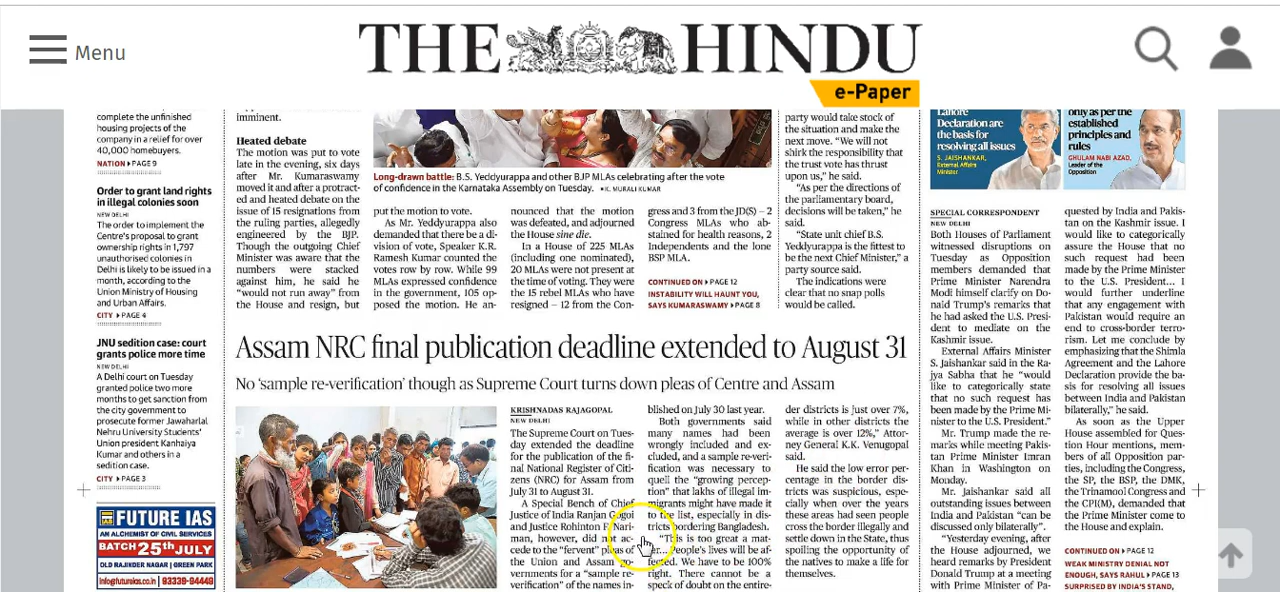 Menu
THE HINDU
e-Paper
complete the unfinished
housing projects of the
company in a relief for over
40,000 homebuyers.
NATION ▸ PAGE 9
Order to grant land rights
in illegal colonies soon
NEW DELHI
The order to implement the
Centre's proposal to grant
ownership rights in 1,797
unauthorised colonies in
Delhi is likely to be issued in a
month, according to the
Union Ministry of Housing
and Urban Affairs.
CITY ▸ PAGE 4
JNU sedition case: court
grants police more time
NEW DELHI
A Delhi court on Tuesday
granted police two more
months to get sanction from
the city government to
prosecute former Jawaharlal
Nehru University Students'
Union president Kanhaiya
Kumar and others in a
sedition case.
CITY ▸ PAGE 3
FUTURE IAS
AN ALCHEMIST OF CIVIL SERVICES
BATCH 25th JULY
OLD RAJINDER NAGAR | GREEN PARK
info@futureias.co.in | 93339-94449
imminent.
Heated debate
The motion was put to vote
late in the evening, six days
after Mr. Kumaraswamy
moved it and after a protract-
ed and heated debate on the
issue of 15 resignations from
the ruling parties, allegedly
engineered by the BJP.
Though the outgoing Chief
Minister was aware that the
numbers were stacked
against him, he said he
“would not run away” from
the House and resign, but
Long-drawn battle: B.S. Yeddyurappa and other BJP MLAs celebrating after the vote
of confidence in the Karnataka Assembly on Tuesday. K. MURALI KUMAR
put the motion to vote.
As Mr. Yeddyurappa also
demanded that there be a di-
vision of vote, Speaker K.R.
Ramesh Kumar counted the
votes row by row. While 99
MLAs expressed confidence
in the government, 105 op-
posed the motion. He an-
nounced that the motion
was defeated, and adjourned
the House sine die.
In a House of 225 MLAs
(including one nominated),
20 MLAs were not present at
the time of voting. They were
the 15 rebel MLAs who have
resigned – 12 from the Con-
gress and 3 from the JD(S) – 2
Congress MLAs who ab-
stained for health reasons, 2
Independents and the lone
BSP MLA.
CONTINUED ON ▸ PAGE 12
INSTABILITY WILL HAUNT YOU,
SAYS KUMARASWAMY ▸ PAGE 8
party would take stock of
the situation and make the
next move. “We will not
shirk the responsibility that
the trust vote has thrust
upon us,” he said.
“As per the directions of
the parliamentary board,
decisions will be taken,” he
said.
“State unit chief B.S.
Yeddyurappa is the fittest to
be the next Chief Minister,” a
party source said.
The indications were
clear that no snap polls
would be called.
Assam NRC final publication deadline extended to August 31
No ‘sample re-verification’ though as Supreme Court turns down pleas of Centre and Assam
KRISHNADAS RAJAGOPAL
NEW DELHI
The Supreme Court on Tues-
day extended the deadline
for the publication of the fi-
nal National Register of Citi-
zens (NRC) for Assam from
July 31 to August 31.
A Special Bench of Chief
Justice of India Ranjan Gogoi
and Justice Rohinton F. Nari-
man, however, did not ac-
cede to the “fervent” pleas of
the Union and Assam go-
vernments for a “sample re-
verification” of the names in-
blished on July 30 last year.
Both governments said
many names had been
wrongly included and ex-
cluded, and a sample re-veri-
fication was necessary to
quell the “growing percep-
tion” that lakhs of illegal im-
migrants might have made it
to the list, especially in dis-
tricts bordering Bangladesh.
“This is too great a mat-
ter... People's lives will be af-
fected. We have to be 100%
right. There cannot be a
speck of doubt on the entire-
der districts is just over 7%,
while in other districts the
average is over 12%,” Attor-
ney General K.K. Venugopal
said.
He said the low error per-
centage in the border dis-
tricts was suspicious, espe-
cially when over the years
these areas had seen people
cross the border illegally and
settle down in the State, thus
spoiling the opportunity of
the natives to make a life for
themselves.
Lahore
Declaration are
the basis for
resolving all issues
S. JAISHANKAR,
External Affairs
Minister
only as per the
established
principles and
rules
GHULAM NABI AZAD,
Leader of the
Opposition
SPECIAL CORRESPONDENT
NEW DELHI
Both Houses of Parliament
witnessed disruptions on
Tuesday as Opposition
members demanded that
Prime Minister Narendra
Modi himself clarify on Do-
nald Trump's remarks that
he had asked the U.S. Presi-
dent to mediate on the
Kashmir issue.
External Affairs Minister
S. Jaishankar said in the Ra-
jya Sabha that he “would
like to categorically state
that no such request has
been made by the Prime Mi-
nister to the U.S. President.”
Mr. Trump made the re-
marks while meeting Pakis-
tan Prime Minister Imran
Khan in Washington on
Monday.
Mr. Jaishankar said all
outstanding issues between
India and Pakistan “can be
discussed only bilaterally”.
“Yesterday evening, after
the House adjourned, we
heard remarks by President
Donald Trump at a meeting
with Prime Minister of Pa-
quested by India and Pakis-
tan on the Kashmir issue. I
would like to categorically
assure the House that no
such request had been
made by the Prime Minister
to the U.S. President... I
would further underline
that any engagement with
Pakistan would require an
end to cross-border terro-
rism. Let me conclude by
emphasizing that the Shimla
Agreement and the Lahore
Declaration provide the ba-
sis for resolving all issues
between India and Pakistan
bilaterally,” he said.
As soon as the Upper
House assembled for Ques-
tion Hour mentions, mem-
bers of all Opposition par-
ties, including the Congress,
the SP, the BSP, the DMK,
the Trinamool Congress and
the CPI(M), demanded that
the Prime Minister come to
the House and explain.
CONTINUED ON ▸ PAGE 12
WEAK MINISTRY DENIAL NOT
ENOUGH, SAYS RAHUL ▸ PAGE 13
SURPRISED BY INDIA'S STAND,